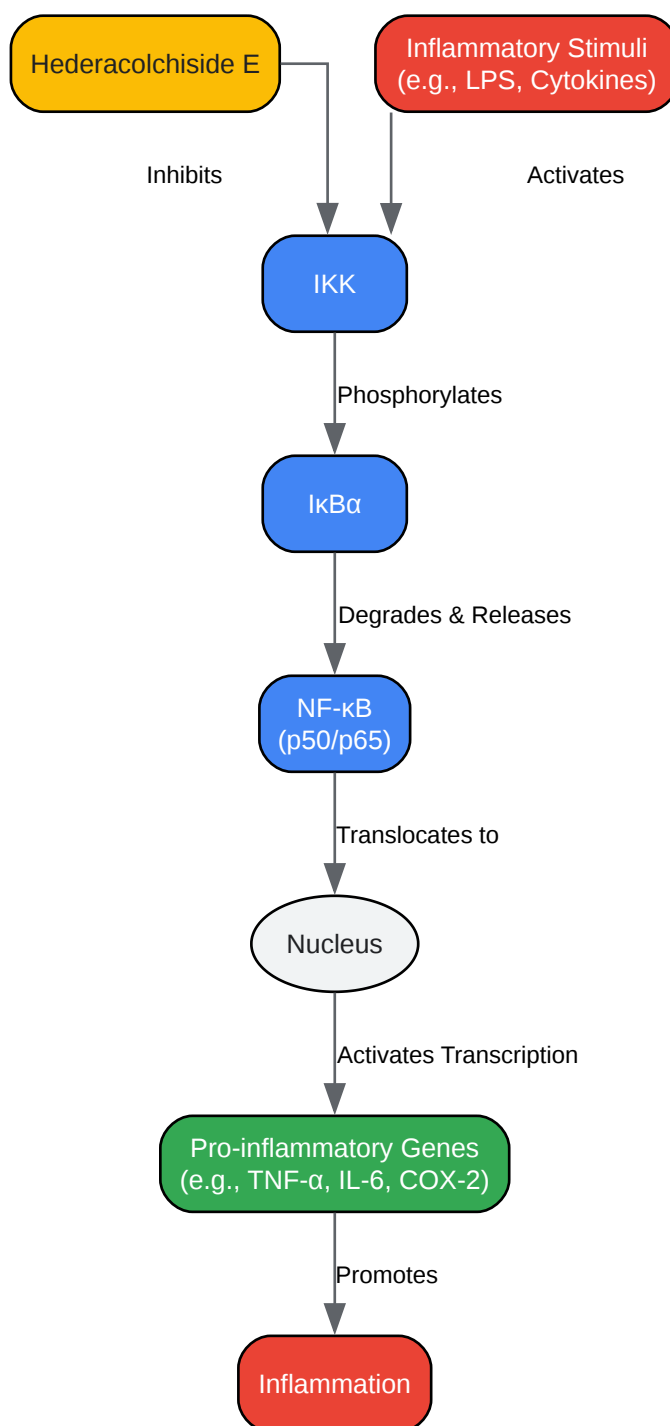 Hederacolchiside E
Inflammatory Stimuli
(e.g., LPS, Cytokines)
Inhibits
Activates
IKK
Phosphorylates
IκBα
Degrades & Releases
NF-κB
(p50/p65)
Translocates to
Nucleus
Activates Transcription
Pro-inflammatory Genes
(e.g., TNF-α, IL-6, COX-2)
Promotes
Inflammation